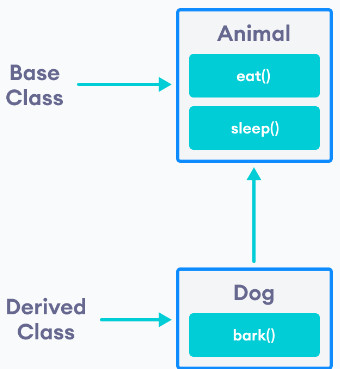 Animal
Base
Class
eat()
sleep()
Derived
Class
Dog
bark()